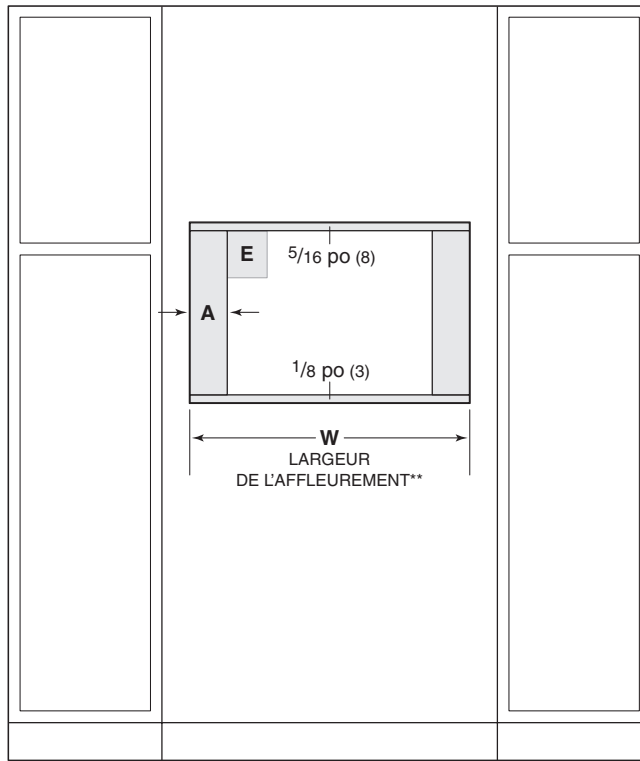 E
5/16 po (8)
A
1/8 po (3)
W
LARGEUR
DE L'AFFLEUREMENT**